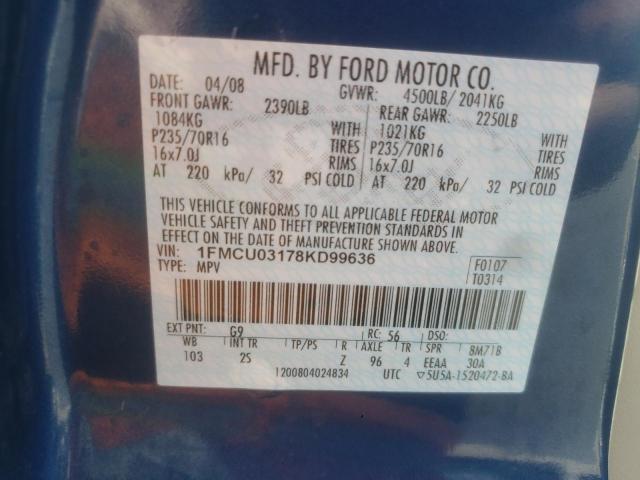 MFD. BY FORD MOTOR CO.
DATE: 04/08 GVWR: 4500LB/ 2041KG
FRONT GAWR: 2390LB REAR GAWR: 2250LB
1084KG WITH 1021KG WITH
P235/70R16 TIRES P235/70R16 TIRES
16x7.0J RIMS 16x7.0J RIMS
AT 220 kPa/ 32 PSI COLD AT 220 kPa/ 32 PSI COLD
THIS VEHICLE CONFORMS TO ALL APPLICABLE FEDERAL MOTOR
VEHICLE SAFETY AND THEFT PREVENTION STANDARDS IN
EFFECT ON THE DATE OF MANUFACTURE SHOWN ABOVE.
VIN: 1FMCU03178KD99636 F0107
TYPE: MPV T0314
EXT PNT: G9 RC: 56 DSO:
WB INT TR TP/PS R AXLE TR SPR BM71B
103 2S Z 96 4 EEAA 30A
1200804024834 UTC ▽5U5A-1520472-BA